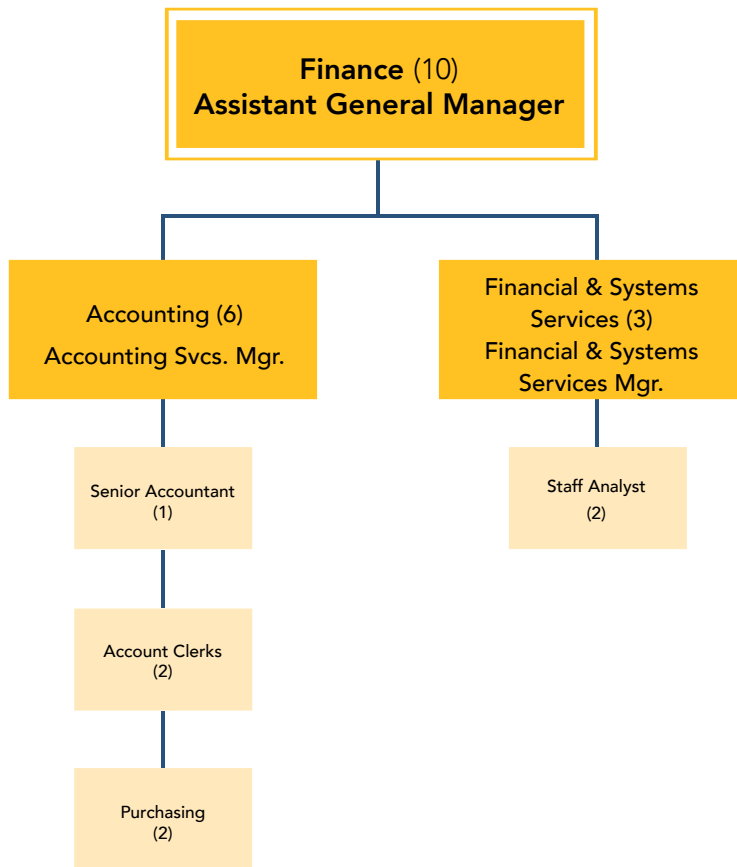 Finance (10)
Assistant General Manager
Accounting (6)
Accounting Svcs. Mgr.
Financial & Systems
Services (3)
Financial & Systems
Services Mgr.
Senior Accountant
(1)
Staff Analyst
(2)
Account Clerks
(2)
Purchasing
(2)